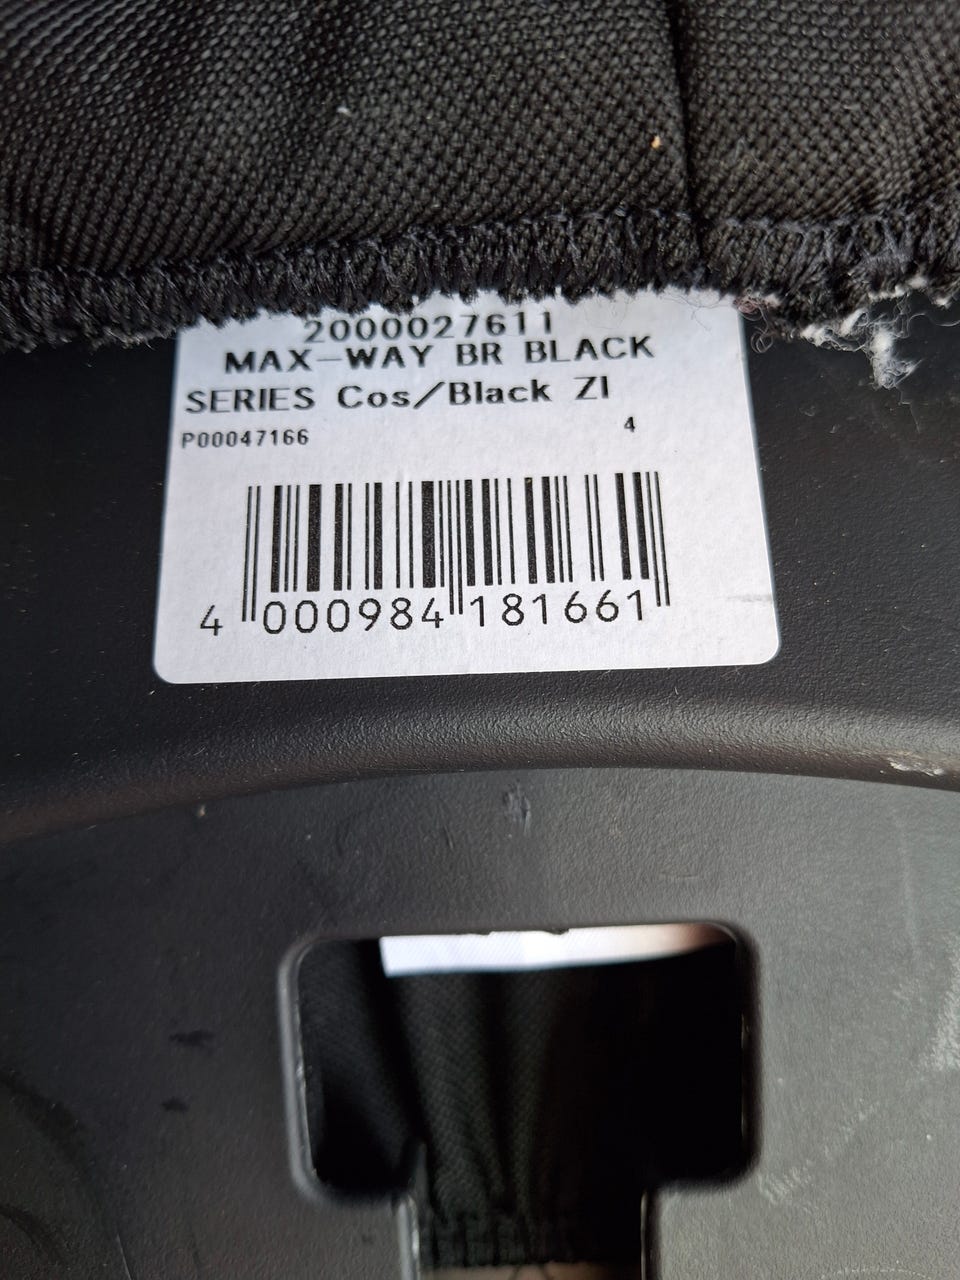 2000027611
MAX-WAY BR BLACK
SERIES Cos/Black ZI
P00047166 4
4 000984 181661